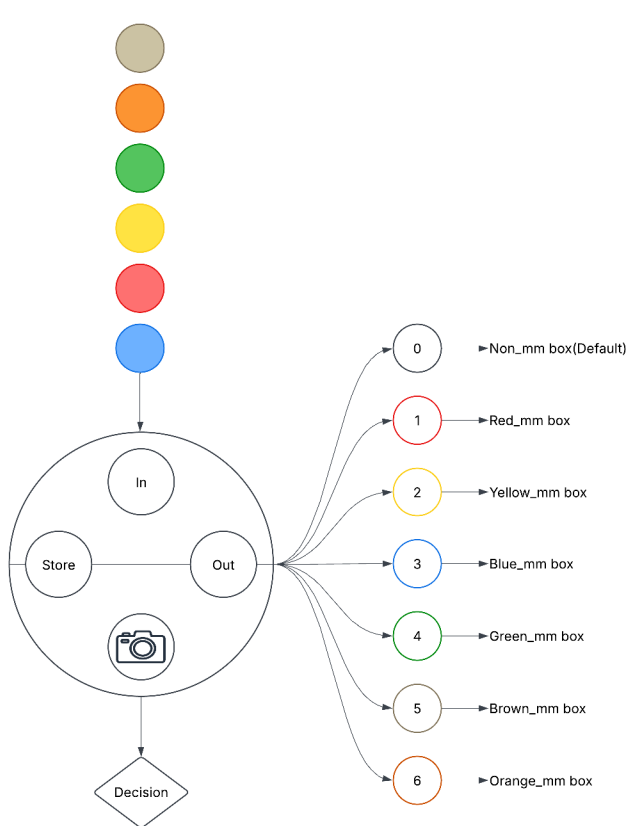 0 Non_mm box(Default)
1 Red_mm box
In
2 Yellow_mm box
Store Out 3 Blue_mm box
4 Green_mm box
5 Brown_mm box
6 Orange_mm box
Decision